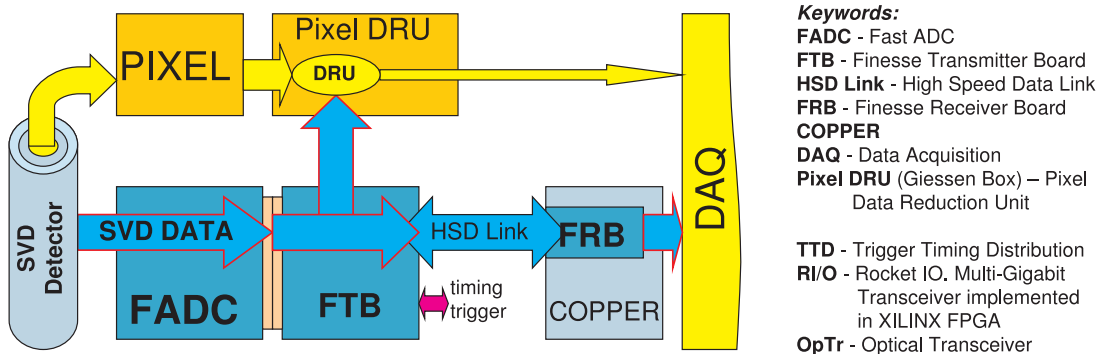 PIXEL
Pixel DRU
DRU
SVD
Detector
SVD DATA
FADC
FTB
HSD Link
timing
trigger
FRB
COPPER
DAQ
Keywords:
FADC - Fast ADC
FTB - Finesse Transmitter Board
HSD Link - High Speed Data Link
FRB - Finesse Receiver Board
COPPER
DAQ - Data Acquisition
Pixel DRU (Giessen Box) – Pixel
Data Reduction Unit
TTD - Trigger Timing Distribution
RI/O - Rocket IO. Multi-Gigabit
Transceiver implemented
in XILINX FPGA
OpTr - Optical Transceiver